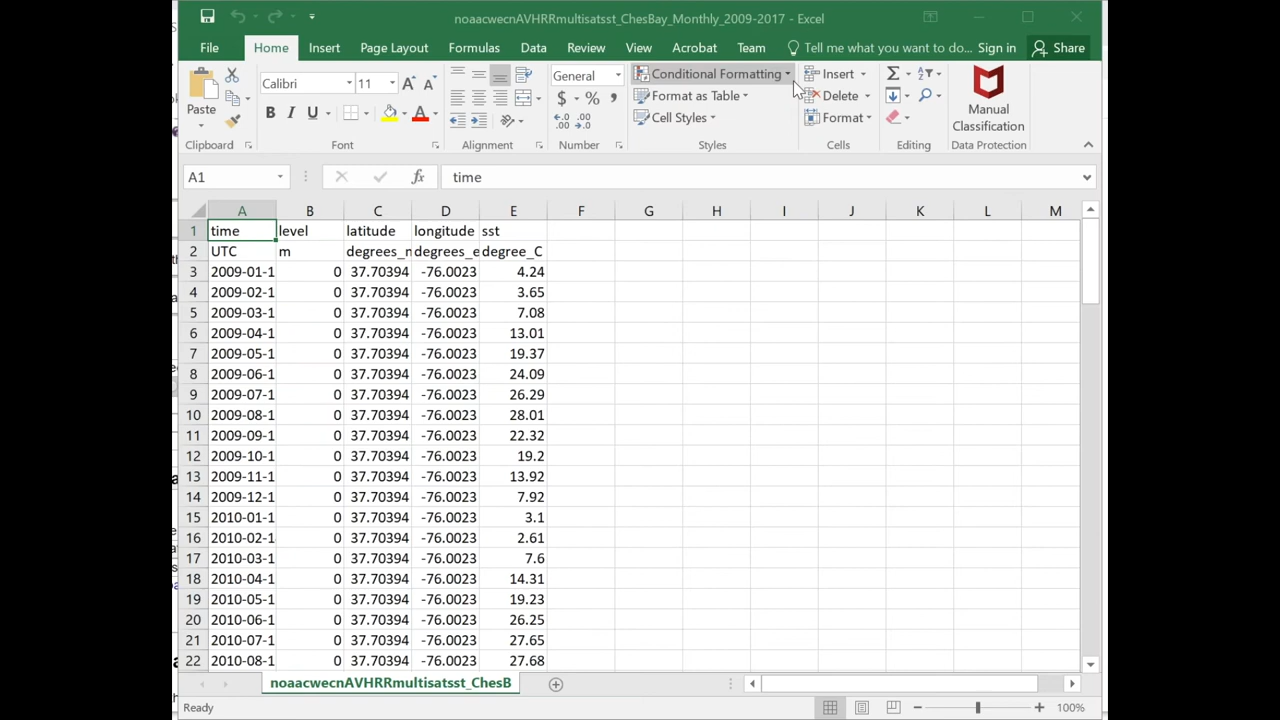 noaacwecnAVHRRmultisatsst_ChesBay_Monthly_2009-2017 - Excel
File Home Insert Page Layout Formulas Data Review View Acrobat Team Tell me what you want to do... Sign in Share
Paste
Clipboard
Calibri 11
B I U
Font
Alignment
General
$ % ,
Number
Conditional Formatting
Format as Table
Cell Styles
Styles
Insert
Delete
Format
Cells
Editing
Manual
Classification
Data Protection
A1 fx time
A B C D E F G H I J K L M
1 time level latitude longitude sst
2 UTC m degrees_n degrees_e degree_C
3 2009-01-1 0 37.70394 -76.0023 4.24
4 2009-02-1 0 37.70394 -76.0023 3.65
5 2009-03-1 0 37.70394 -76.0023 7.08
6 2009-04-1 0 37.70394 -76.0023 13.01
7 2009-05-1 0 37.70394 -76.0023 19.37
8 2009-06-1 0 37.70394 -76.0023 24.09
9 2009-07-1 0 37.70394 -76.0023 26.29
10 2009-08-1 0 37.70394 -76.0023 28.01
11 2009-09-1 0 37.70394 -76.0023 22.32
12 2009-10-1 0 37.70394 -76.0023 19.2
13 2009-11-1 0 37.70394 -76.0023 13.92
14 2009-12-1 0 37.70394 -76.0023 7.92
15 2010-01-1 0 37.70394 -76.0023 3.1
16 2010-02-1 0 37.70394 -76.0023 2.61
17 2010-03-1 0 37.70394 -76.0023 7.6
18 2010-04-1 0 37.70394 -76.0023 14.31
19 2010-05-1 0 37.70394 -76.0023 19.23
20 2010-06-1 0 37.70394 -76.0023 26.25
21 2010-07-1 0 37.70394 -76.0023 27.65
22 2010-08-1 0 37.70394 -76.0023 27.68
noaacwecnAVHRRmultisatsst_ChesB
Ready 100%